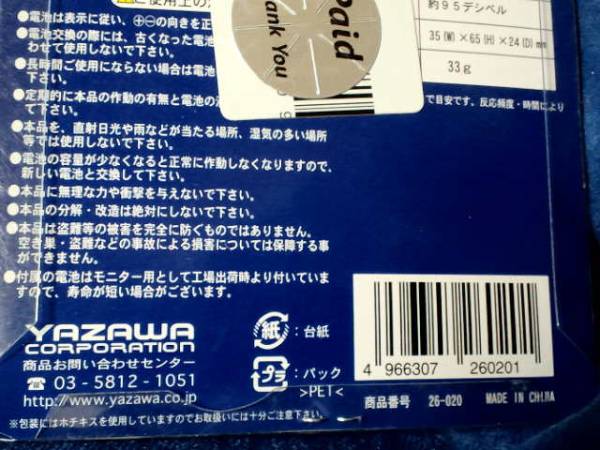 ご使用上の
●電池は表示に従い、⊕⊖の向きを正
●電池交換の際には、古くなった電池
わせて使用しないで下さい。
●長時間ご使用にならない場合は電池
下さい。
●定期的に本品の作動の有無と電池の
て下さい。
●本品を、直射日光や雨などが当たる場所、湿気の多い場所
等では使用しないで下さい。
●電池の容量が少なくなると正常に作動しなくなりますので、
新しい電池と交換して下さい。
●本品に無理な力や衝撃を与えないで下さい。
●本品の分解・改造は絶対にしないで下さい。
●本品は盗難等の被害を完全に防ぐものではありません。
空き巣・盗難などの事故による損害については保障する事
ができません。
●付属の電池はモニター用として工場出荷時より付いていま
すので、寿命が短い場合がございます。
Paid
Thank You
約95デシベル
35(W)×65(H)×24(D)mm
33g
で目安です。反応頻度・時間により
YAZAWA
CORPORATION
商品お問い合わせセンター
☎ 03-5812-1051
http://www.yazawa.co.jp
※包装にはホチキスを使用していますのでお取扱いには十分ご注意下さい。
紙:台紙
プラ:パック
>PET<
4 966307 260201
商品番号 26-020 MADE IN CHINA